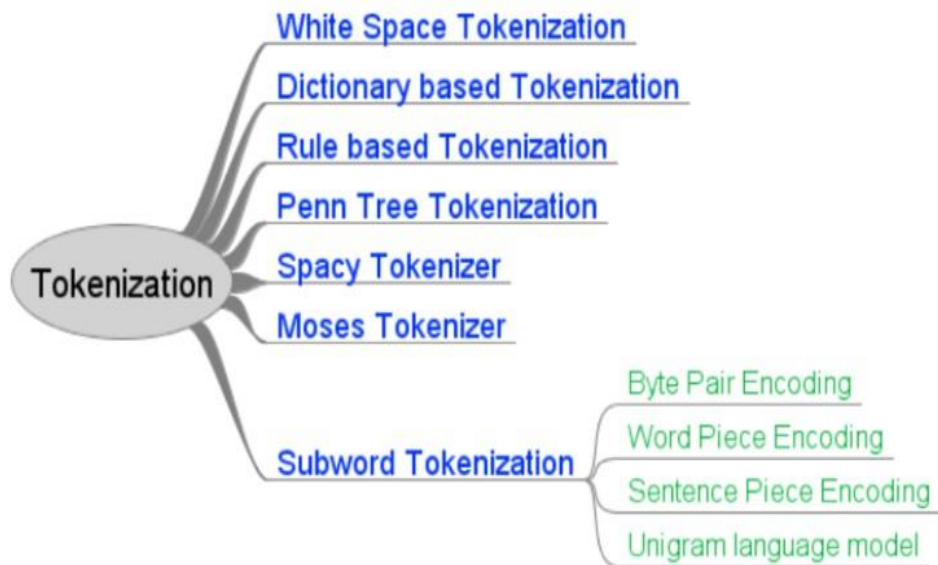 White Space Tokenization
Dictionary based Tokenization
Rule based Tokenization
Penn Tree Tokenization
Spacy Tokenizer
Moses Tokenizer
Subword Tokenization
Tokenization
Byte Pair Encoding
Word Piece Encoding
Sentence Piece Encoding
Unigram language model